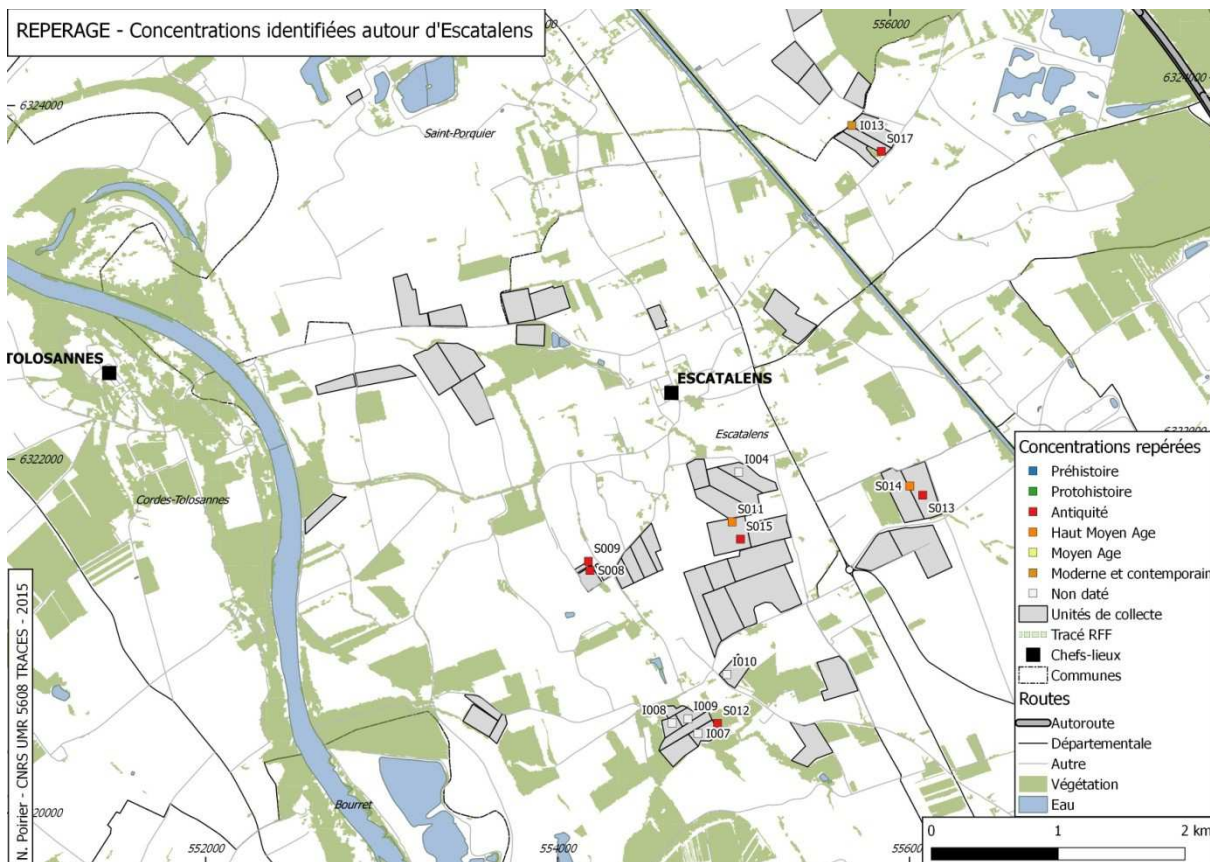 REPERAGE - Concentrations identifiées autour d'Escatalens
556000
6324000
6324000
Saint-Porquier
I013
S017
TOLOSANNES
ESCATALENS
Escatalens
6322000
Cordes-Tolosannes
I004
S014
S013
S011
S015
S009
S008
I010
I009
S012
I008
I007
Bourret
20000
552000
554000
556000
N. Poirier - CNRS UMR 5608 TRACES - 2015
Concentrations repérées
Préhistoire
Protohistoire
Antiquité
Haut Moyen Age
Moyen Age
Moderne et contemporain
Non daté
Unités de collecte
Tracé RFF
Chefs-lieux
Communes
Routes
Autoroute
Départementale
Autre
Végétation
Eau
0 1 2 km